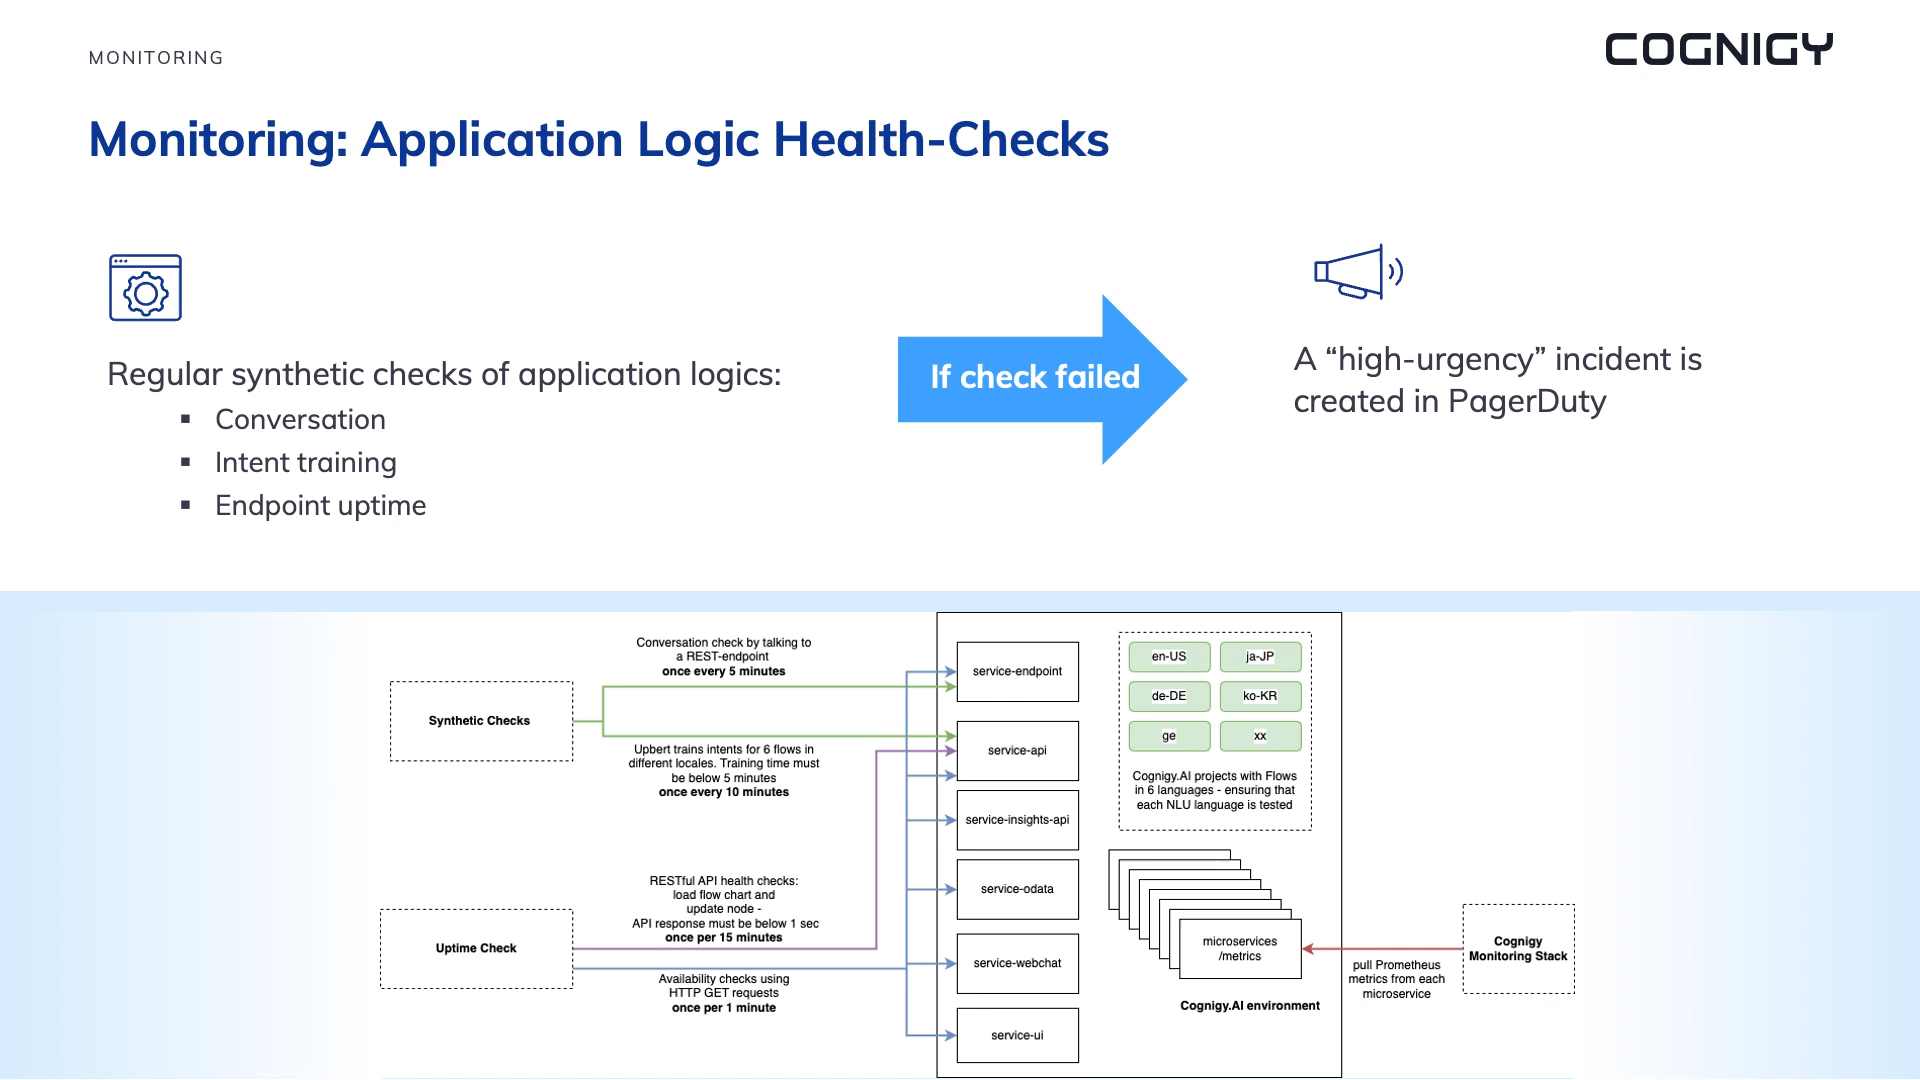 MONITORING
COGNIGY
Monitoring: Application Logic Health-Checks
Regular synthetic checks of application logics:
▪ Conversation
▪ Intent training
▪ Endpoint uptime
If check failed
A “high-urgency” incident is
created in PagerDuty
Synthetic Checks
Conversation check by talking to
a REST-endpoint
once every 5 minutes
Upbert trains intents for 6 flows in
different locales. Training time must
be below 5 minutes
once every 10 minutes
Uptime Check
RESTful API health checks:
load flow chart and
update node -
API response must be below 1 sec
once per 15 minutes
Availability checks using
HTTP GET requests
once per 1 minute
service-endpoint
service-api
service-insights-api
service-odata
service-webchat
service-ui
en-US
ja-JP
de-DE
ko-KR
ge
xx
Cognigy.AI projects with Flows
in 6 languages - ensuring that
each NLU language is tested
microservices
/metrics
Cognigy.AI environment
pull Prometheus
metrics from each
microservice
Cognigy
Monitoring Stack